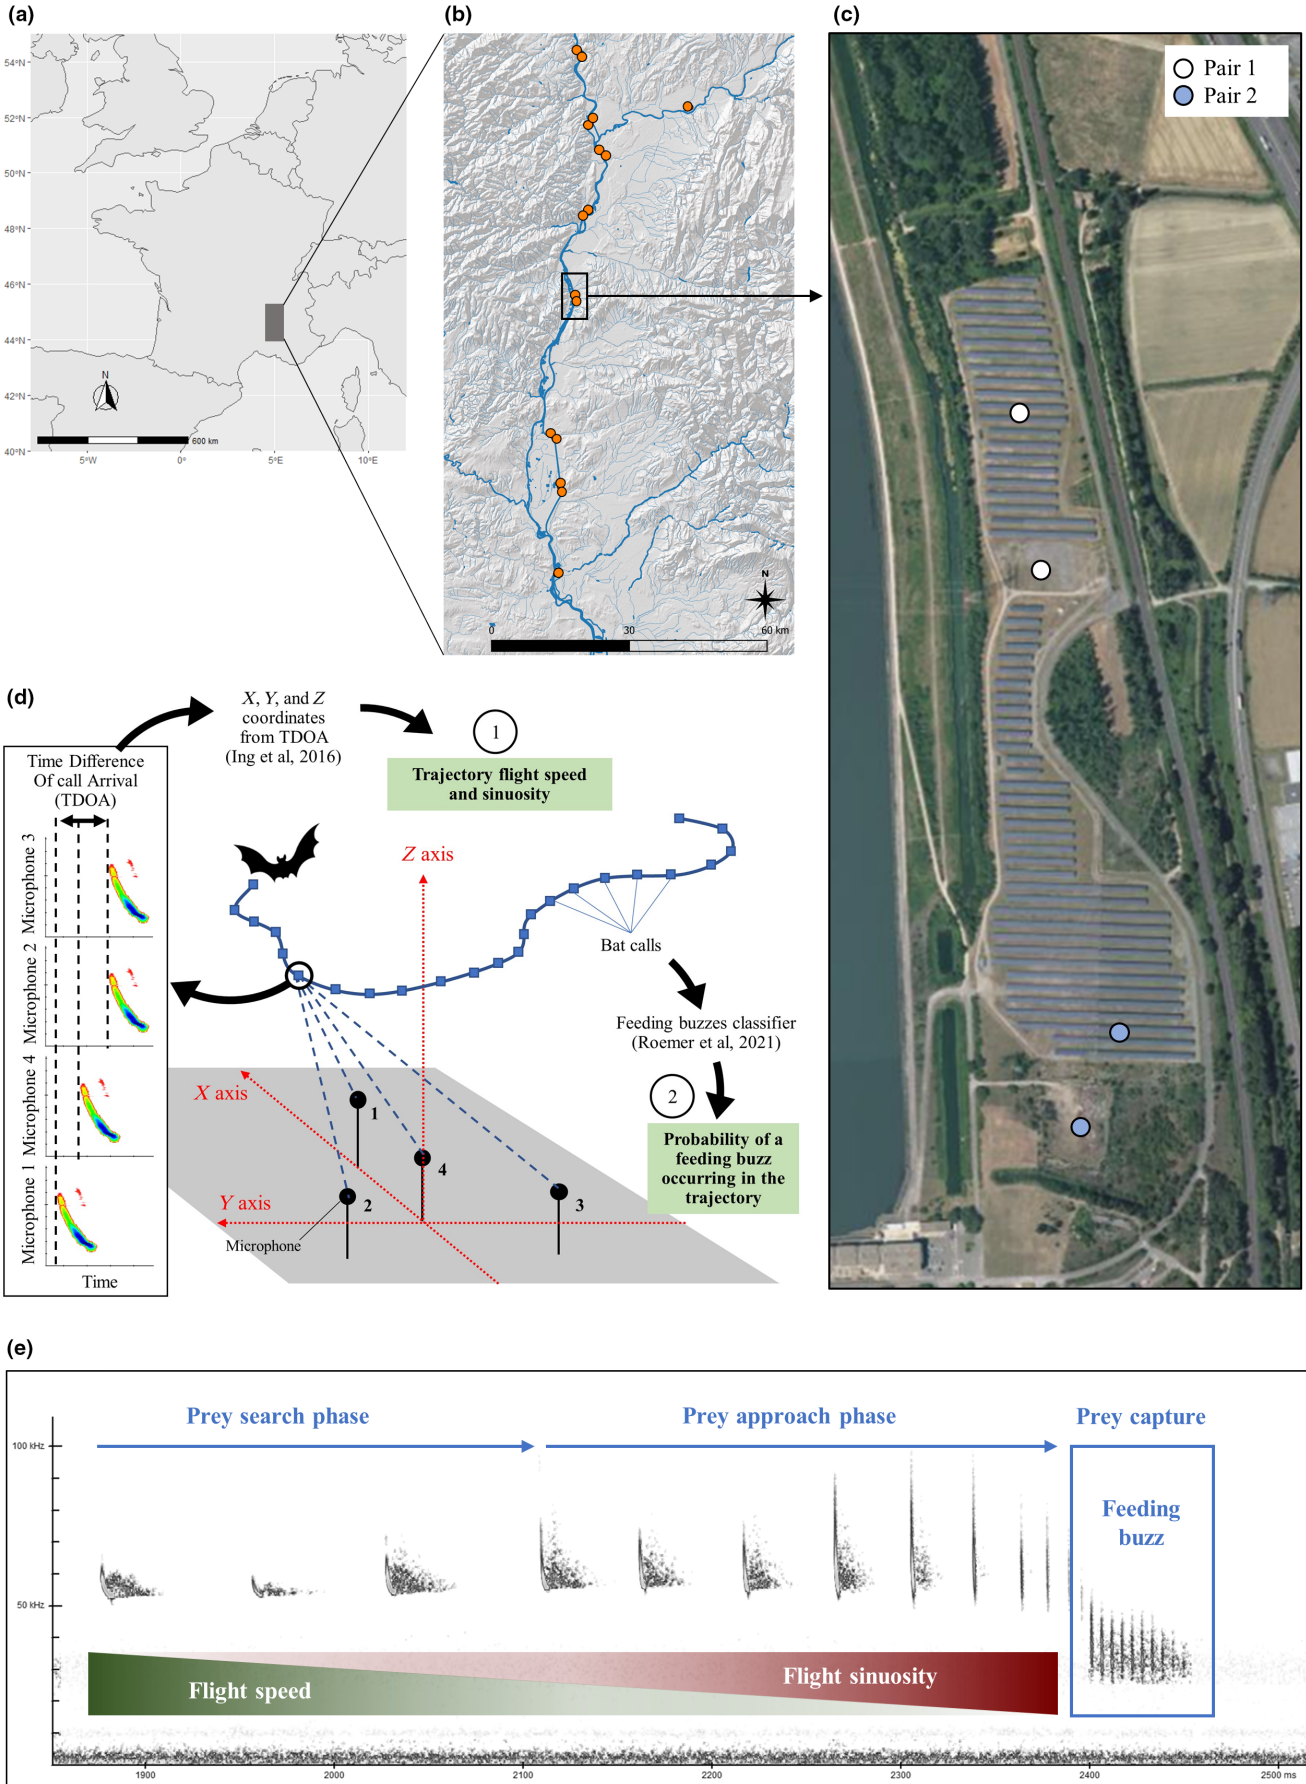 (a)
54°N
52°N
50°N
48°N
46°N
44°N
42°N
40°N
N
600 km
5°W
0°
5°E
10°E
(b)
N
0
30
60 km
(c)
Pair 1
Pair 2
(d)
X, Y, and Z
coordinates
from TDOA
(Ing et al, 2016)
1
Trajectory flight speed
and sinuosity
Time Difference
Of call Arrival
(TDOA)
Microphone 3
Microphone 2
Microphone 4
Microphone 1
Time
Z axis
Bat calls
Feeding buzzes classifier
(Roemer et al, 2021)
2
Probability of a
feeding buzz
occurring in the
trajectory
X axis
1
4
2
3
Y axis
Microphone
(e)
Prey search phase
Prey approach phase
Prey capture
100 kHz
Feeding
buzz
50 kHz
Flight speed
Flight sinuosity
1900
2000
2100
2200
2300
2400
2500 ms